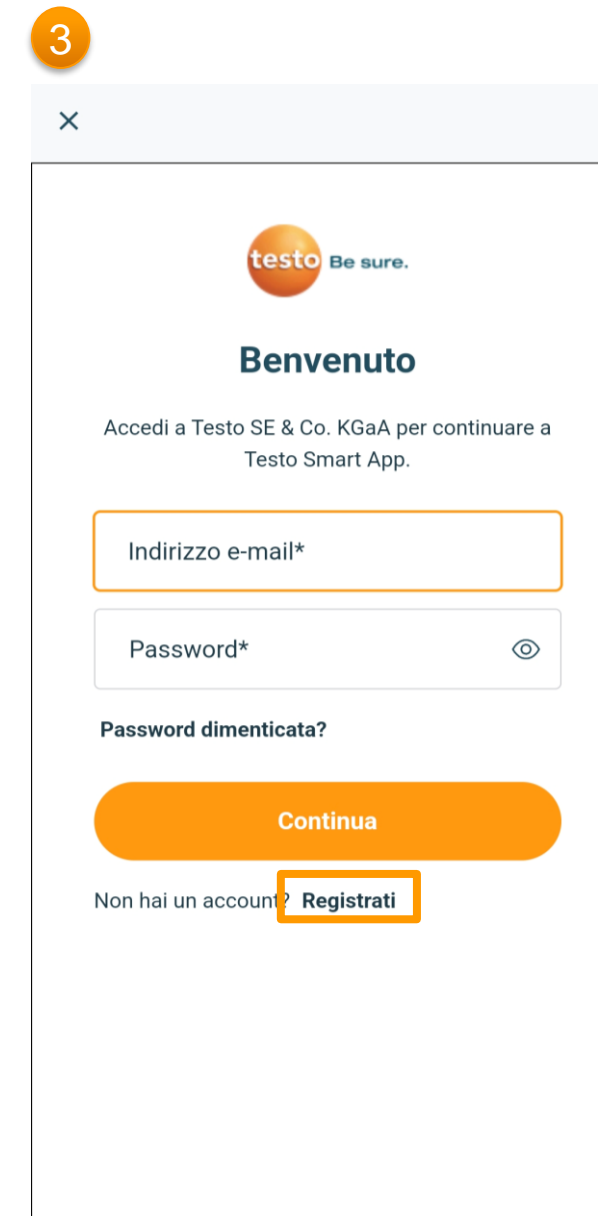 3
testo Be sure.
Benvenuto
Accedi a Testo SE & Co. KGaA per continuare a
Testo Smart App.
Indirizzo e-mail*
Password*
Password dimenticata?
Continua
Non hai un account? Registrati